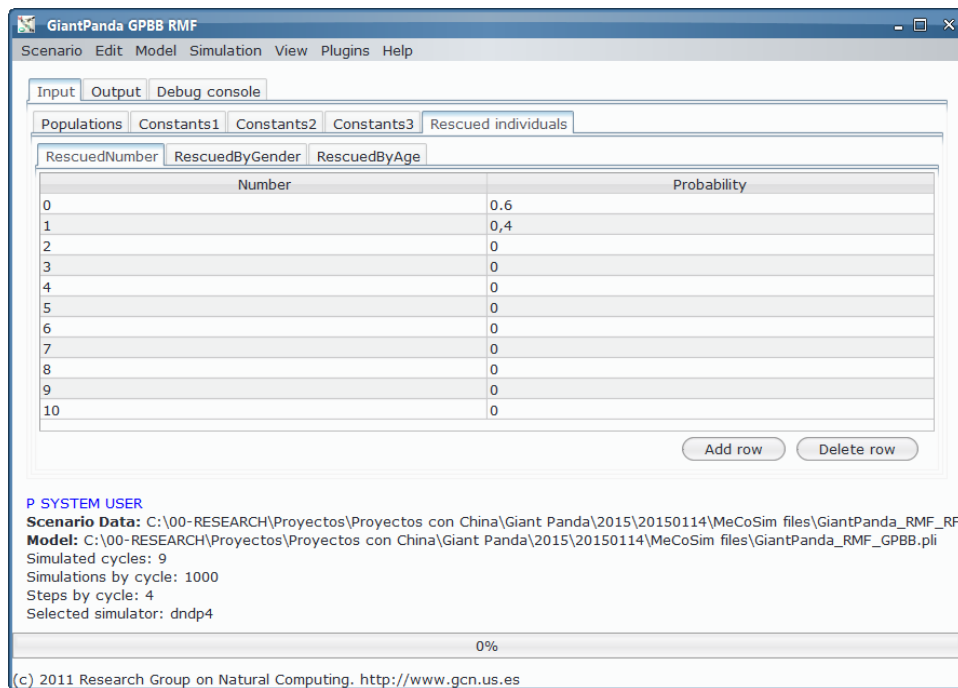 GiantPanda GPBB RMF
Scenario Edit Model Simulation View Plugins Help
Input Output Debug console
Populations Constants1 Constants2 Constants3 Rescued individuals
RescuedNumber RescuedByGender RescuedByAge
Number Probability
0 0.6
1 0,4
2 0
3 0
4 0
5 0
6 0
7 0
8 0
9 0
10 0
Add row Delete row
P SYSTEM USER
Scenario Data: C:\00-RESEARCH\Proyectos\Proyectos con China\Giant Panda\2015\20150114\MeCoSim files\GiantPanda_RMF_RF
Model: C:\00-RESEARCH\Proyectos\Proyectos con China\Giant Panda\2015\20150114\MeCoSim files\GiantPanda_RMF_GPBB.pli
Simulated cycles: 9
Simulations by cycle: 1000
Steps by cycle: 4
Selected simulator: dndp4
0%
(c) 2011 Research Group on Natural Computing. http://www.gcn.us.es